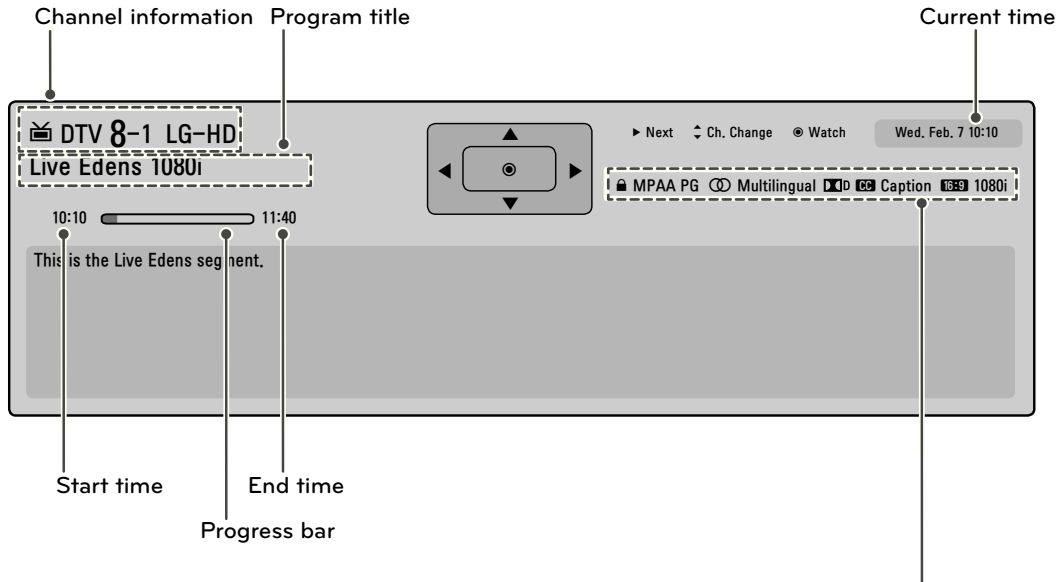 Channel information Program title Current time
DTV 8-1 LG-HD
Live Edens 1080i
▶ Next Ch. Change ◉ Watch Wed. Feb. 7 10:10
MPAA PG Multilingual D CC Caption 16:9 1080i
10:10 11:40
This is the Live Edens segment.
Start time End time
Progress bar